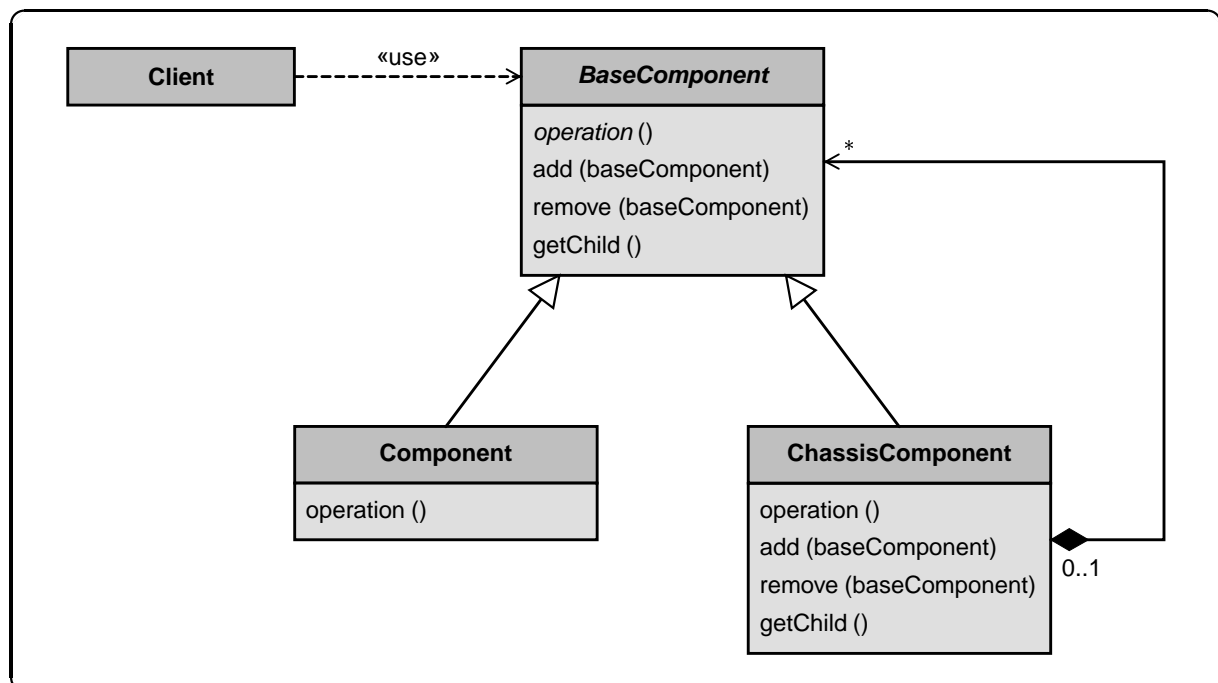 Client
«use»
BaseComponent
operation ()
add (baseComponent)
remove (baseComponent)
getChild ()
*
Component
operation ()
ChassisComponent
operation ()
add (baseComponent)
remove (baseComponent)
getChild ()
0..1